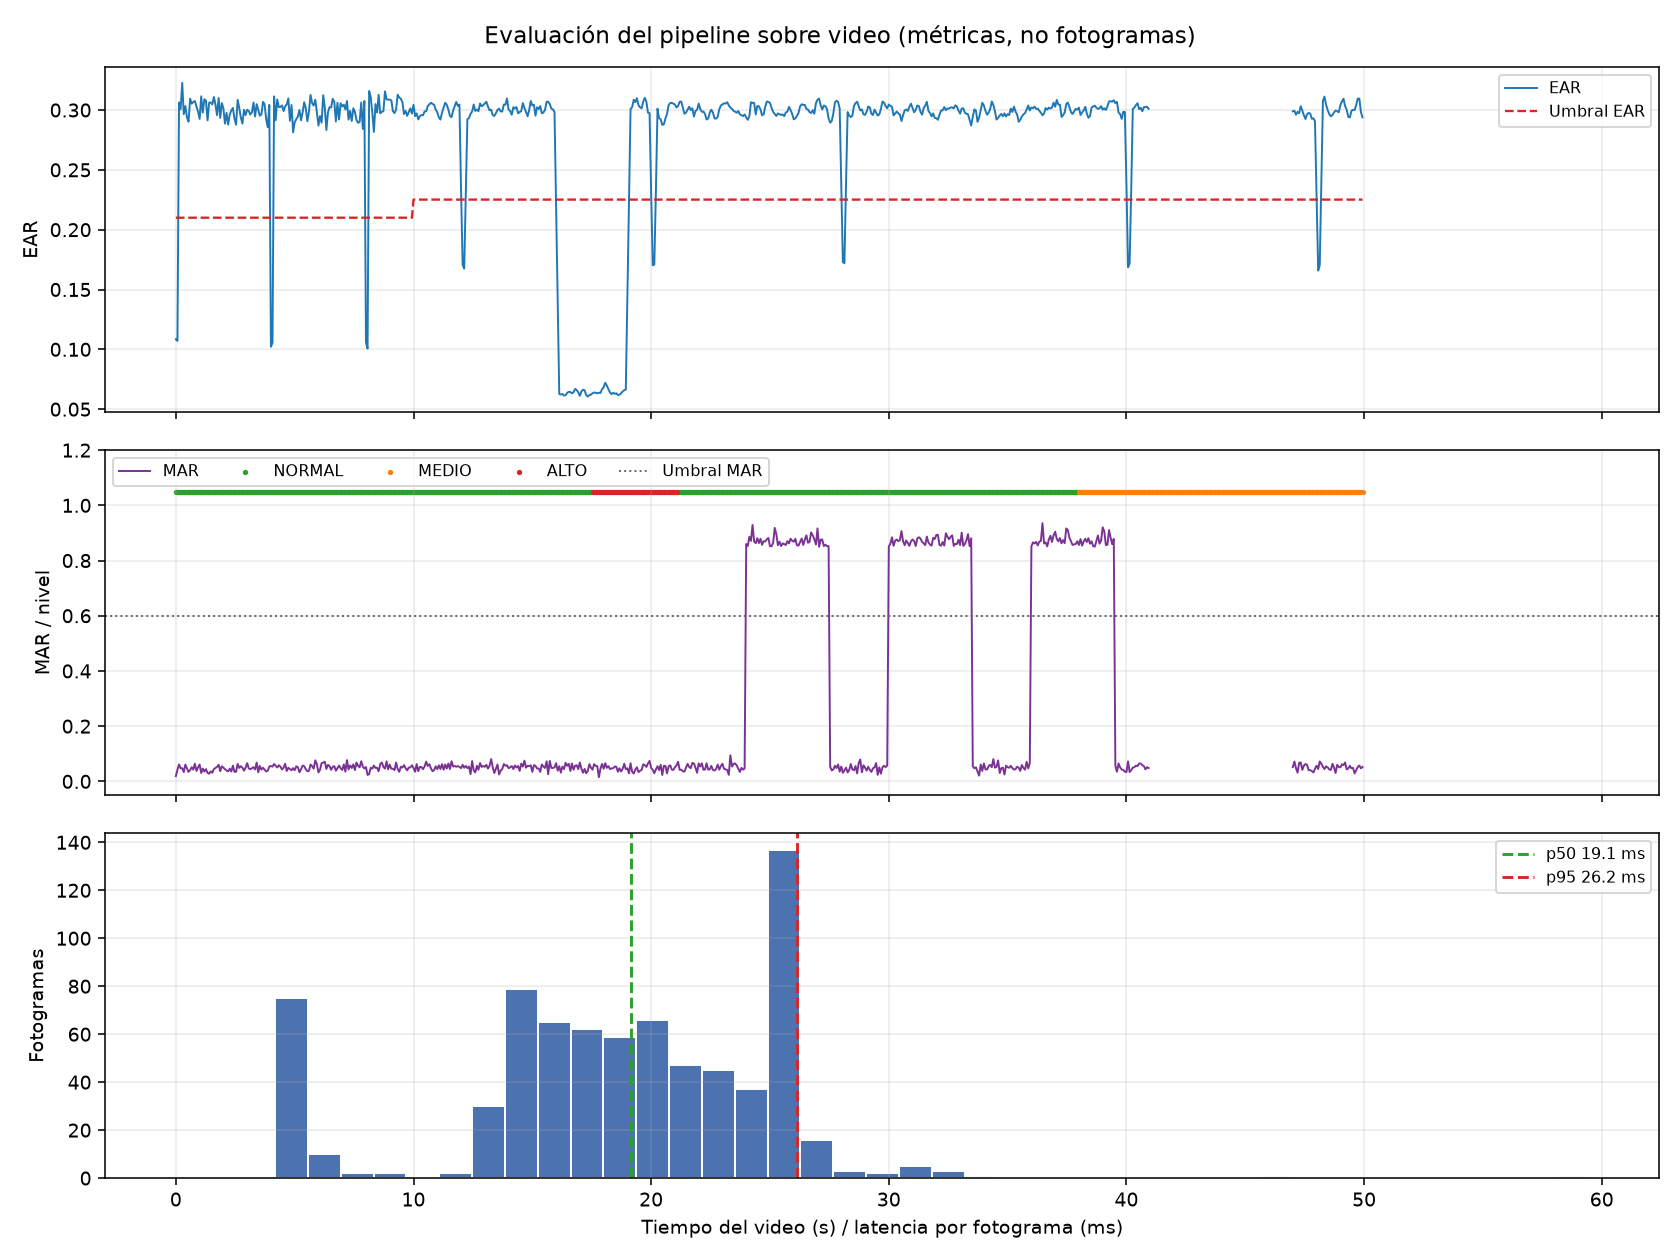 Evaluación del pipeline sobre video (métricas, no fotogramas)
EAR
Umbral EAR
0.30
0.25
0.20
0.15
0.10
0.05
EAR
MAR
NORMAL
MEDIO
ALTO
Umbral MAR
1.2
1.0
0.8
0.6
0.4
0.2
0.0
MAR / nivel
p50 19.1 ms
p95 26.2 ms
140
120
100
80
60
40
20
0
Fotogramas
0
10
20
30
40
50
60
Tiempo del video (s) / latencia por fotograma (ms)